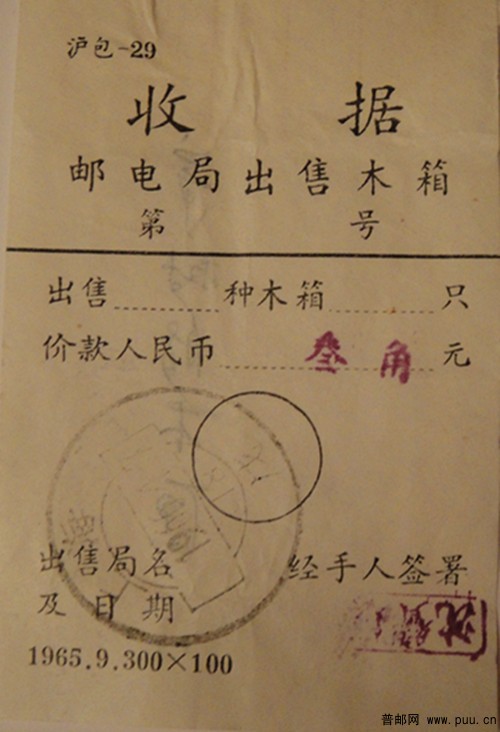 沪包-29
收 据
邮电局出售木箱
第 号
出售 种木箱 只
价款人民币 叁角 元
出售局名 经手人签署
及日期
1965.9.300×100
普邮网 www.puu.cn